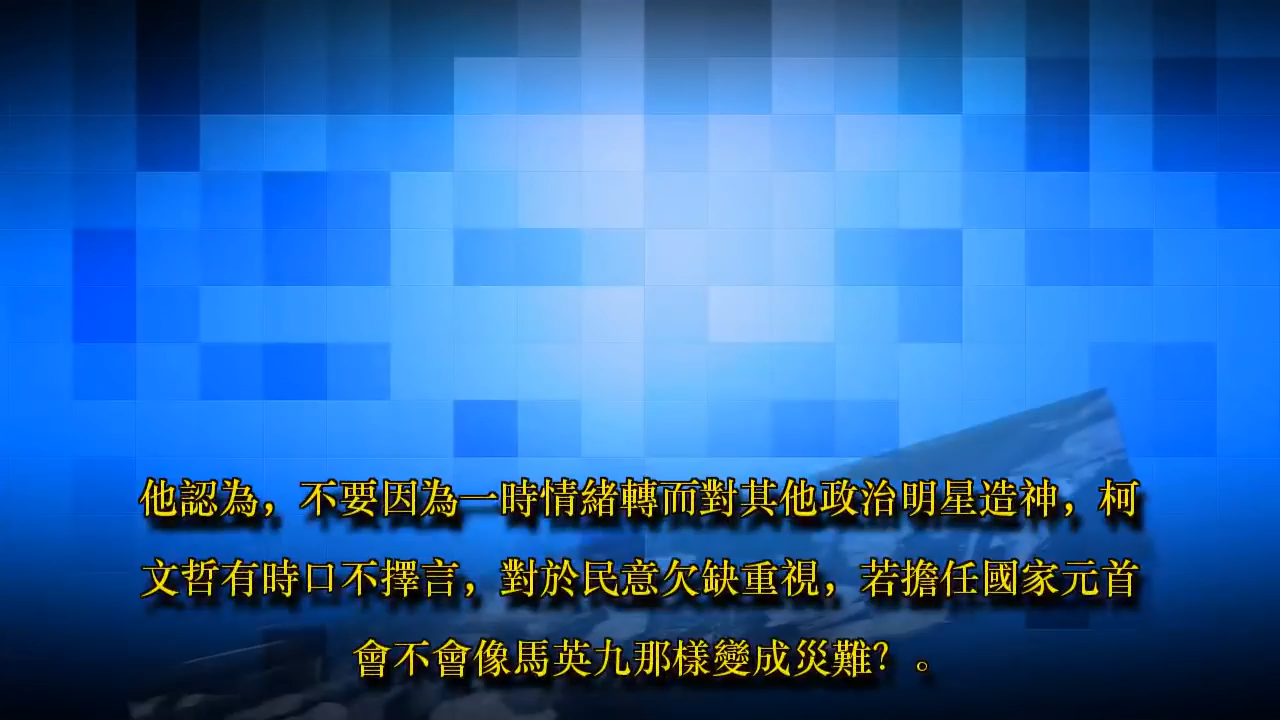 他認為，不要因為一時情緒轉而對其他政治明星造神，柯
文哲有時口不擇言，對於民意欠缺重視，若擔任國家元首
會不會像馬英九那樣變成災難？。